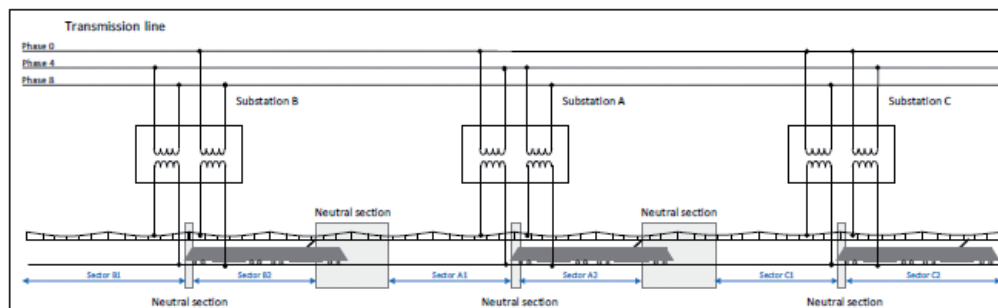 Transmission line
Phase 0
Phase 4
Phase 8
Substation B
Substation A
Substation C
Neutral section
Neutral section
Sector B1
Sector B2
Sector A1
Sector A2
Sector C1
Sector C2
Neutral section
Neutral section
Neutral section